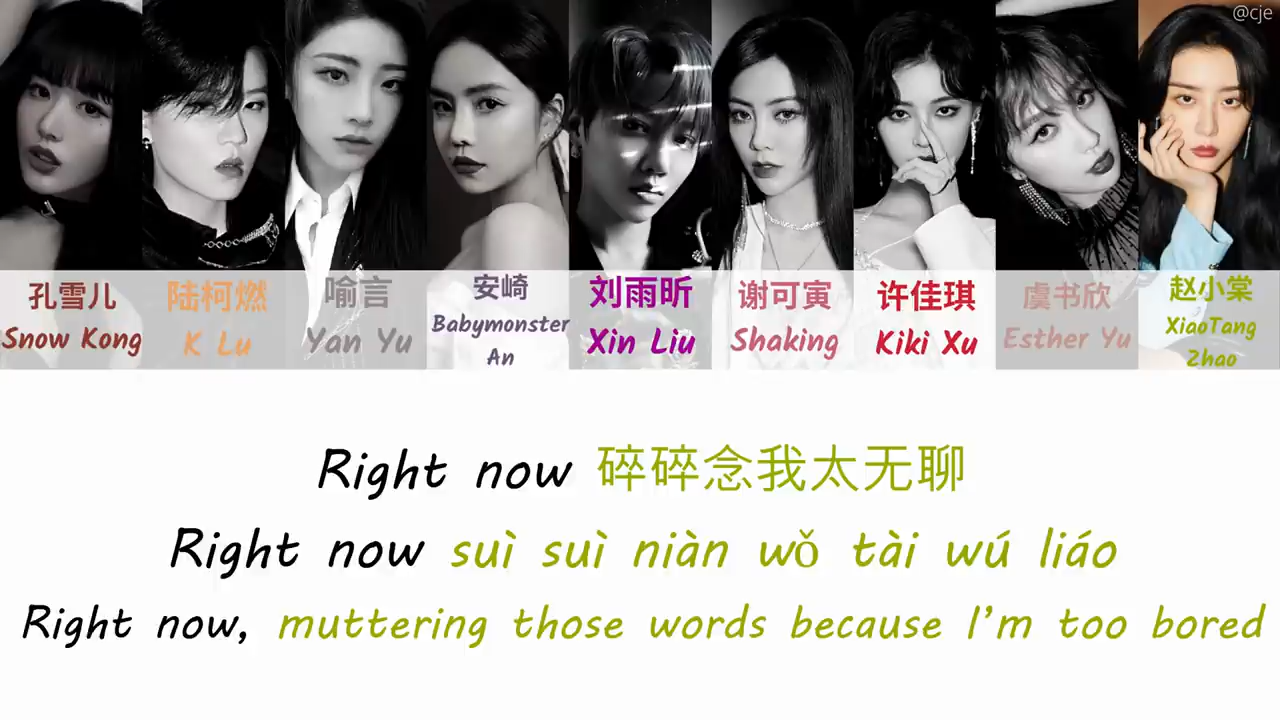 @cje
孔雪儿
Snow Kong
陆柯燃
K Lu
喻言
Yan Yu
安崎
Babymonster
An
刘雨昕
Xin Liu
谢可寅
Shaking
许佳琪
Kiki Xu
虞书欣
Esther Yu
赵小棠
XiaoTang
Zhao
Right now 碎碎念我太无聊
Right now suì suì niàn wǒ tài wú liáo
Right now, muttering those words because I’m too bored